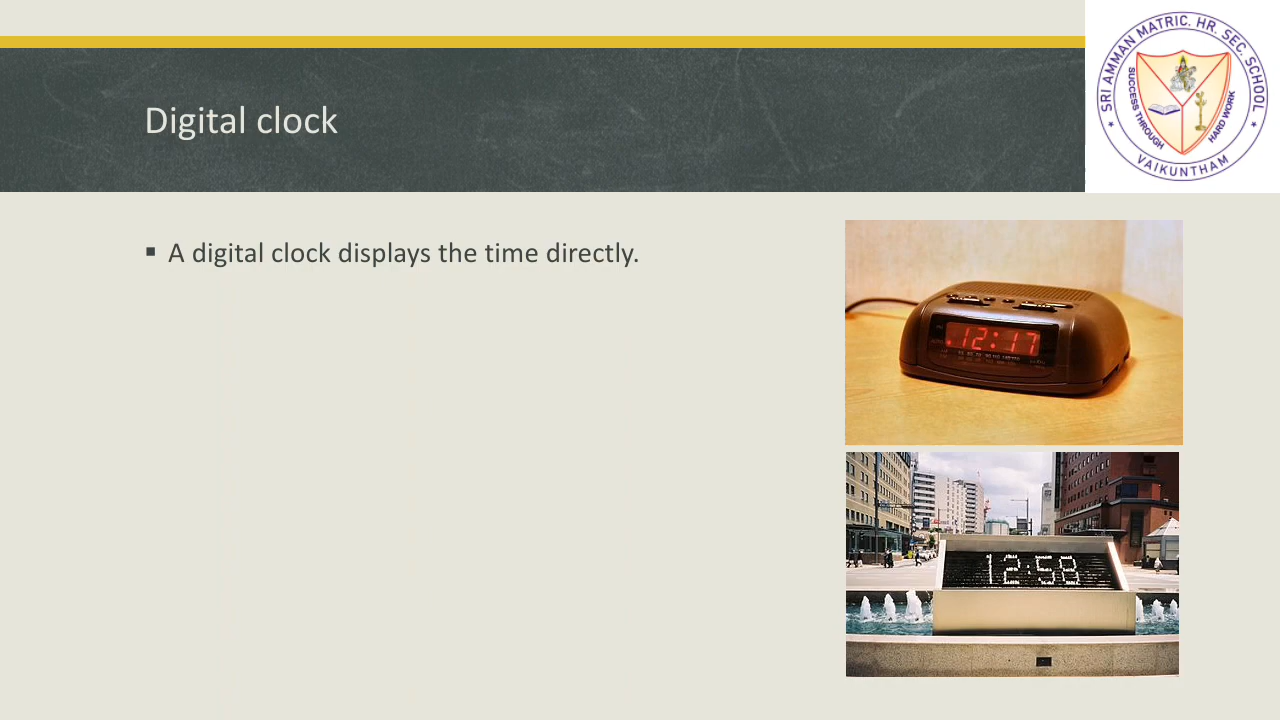 Digital clock
SRI AMMAN MATRIC. HR. SEC. SCHOOL
SUCCESS THROUGH
HARD WORK
VAIKUNTHAM
▪ A digital clock displays the time directly.
12:17
12:58